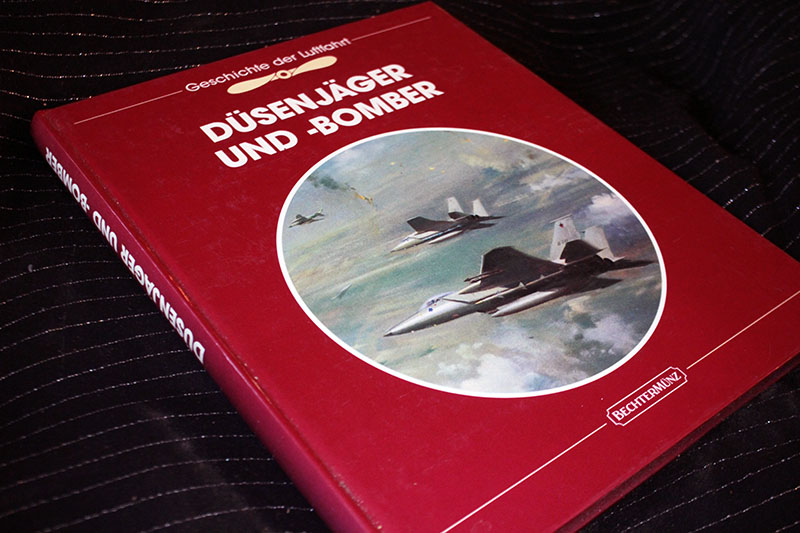 Geschichte der Luftfahrt
DÜSENJÄGER
UND -BOMBER
BECHTERMÜNZ
DÜSENJÄGER UND -BOMBER